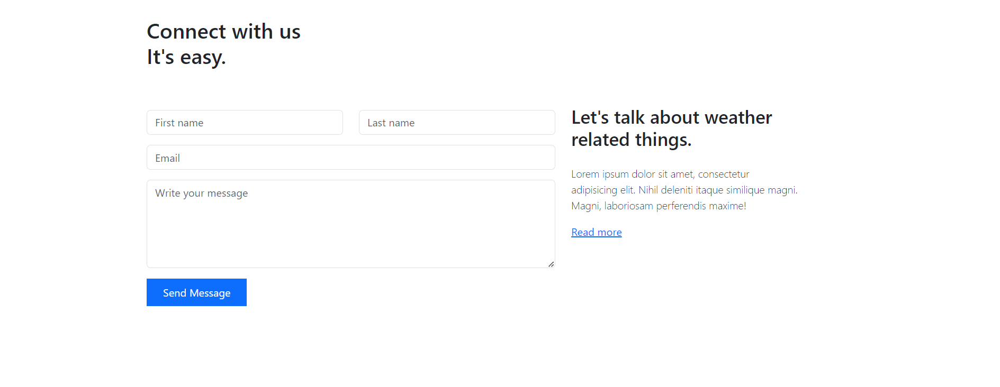 Connect with us
It's easy.
First name
Last name
Email
Write your message
Send Message
Let's talk about weather
related things.
Lorem ipsum dolor sit amet, consectetur
adipisicing elit. Nihil deleniti itaque similique magni.
Magni, laboriosam perferendis maxime!
Read more